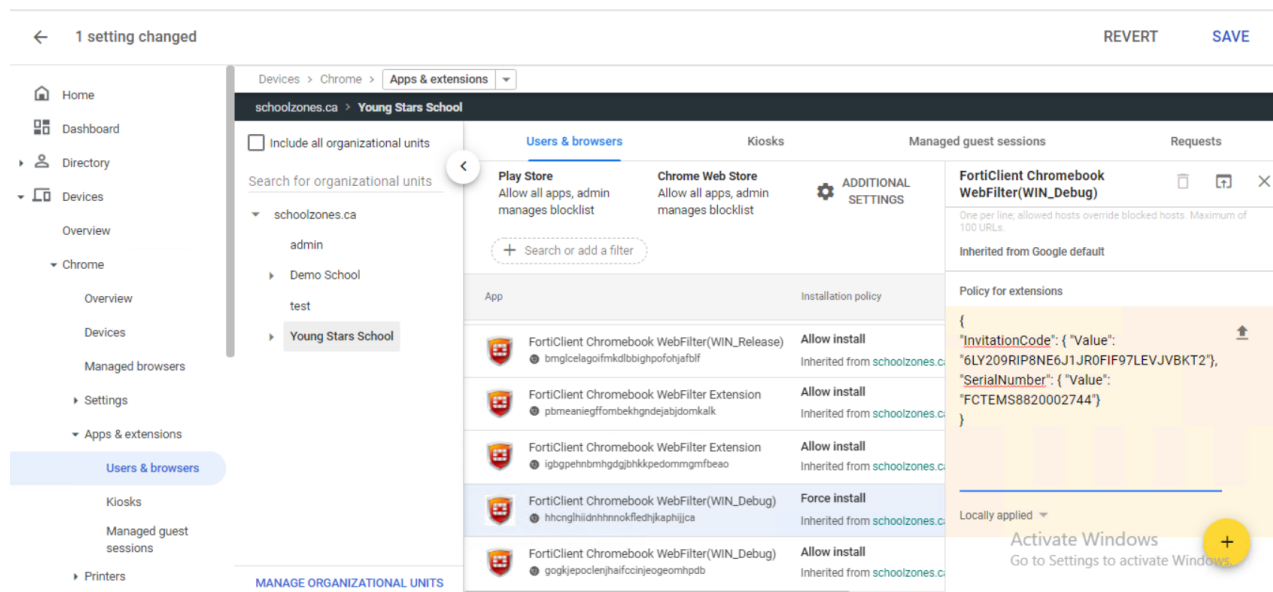 1 setting changed
REVERT
SAVE
Home
Dashboard
Directory
Devices
Overview
Chrome
Overview
Devices
Managed browsers
Settings
Apps & extensions
Users & browsers
Kiosks
Managed guest
sessions
Printers
Devices > Chrome > Apps & extensions
schoolzones.ca > Young Stars School
Include all organizational units
Search for organizational units
schoolzones.ca
admin
Demo School
test
Young Stars School
MANAGE ORGANIZATIONAL UNITS
Users & browsers
Kiosks
Managed guest sessions
Requests
Play Store
Allow all apps, admin
manages blocklist
Chrome Web Store
Allow all apps, admin
manages blocklist
ADDITIONAL
SETTINGS
+ Search or add a filter
App
Installation policy
FortiClient Chromebook WebFilter(WIN_Release)
bmglcelagoifmkdlbbighpofohjafblf
Allow install
Inherited from schoolzones.c
FortiClient Chromebook WebFilter Extension
pbmeaniegffombekhgndejabjdomkalk
Allow install
Inherited from schoolzones.c
FortiClient Chromebook WebFilter Extension
igbgpehnbmhgdgjbhkkpedommgmfbeao
Allow install
Inherited from schoolzones.c
FortiClient Chromebook WebFilter(WIN_Debug)
hhcnglhiidnhhnnokfledhjkaphijjca
Force install
Inherited from schoolzones.c
FortiClient Chromebook WebFilter(WIN_Debug)
gogkjepoclenjhaifccinjeogeomhpdb
Allow install
Inherited from schoolzones.c
FortiClient Chromebook
WebFilter(WIN_Debug)
One per line; allowed hosts override blocked hosts. Maximum of
100 URLs.
Inherited from Google default
Policy for extensions
{
"InvitationCode": { "Value":
"6LY209RIP8NE6J1JR0FIF97LEVJVBKT2"},
"SerialNumber": { "Value":
"FCTEMS8820002744"}
}
Locally applied
Activate Windows
Go to Settings to activate Windows.